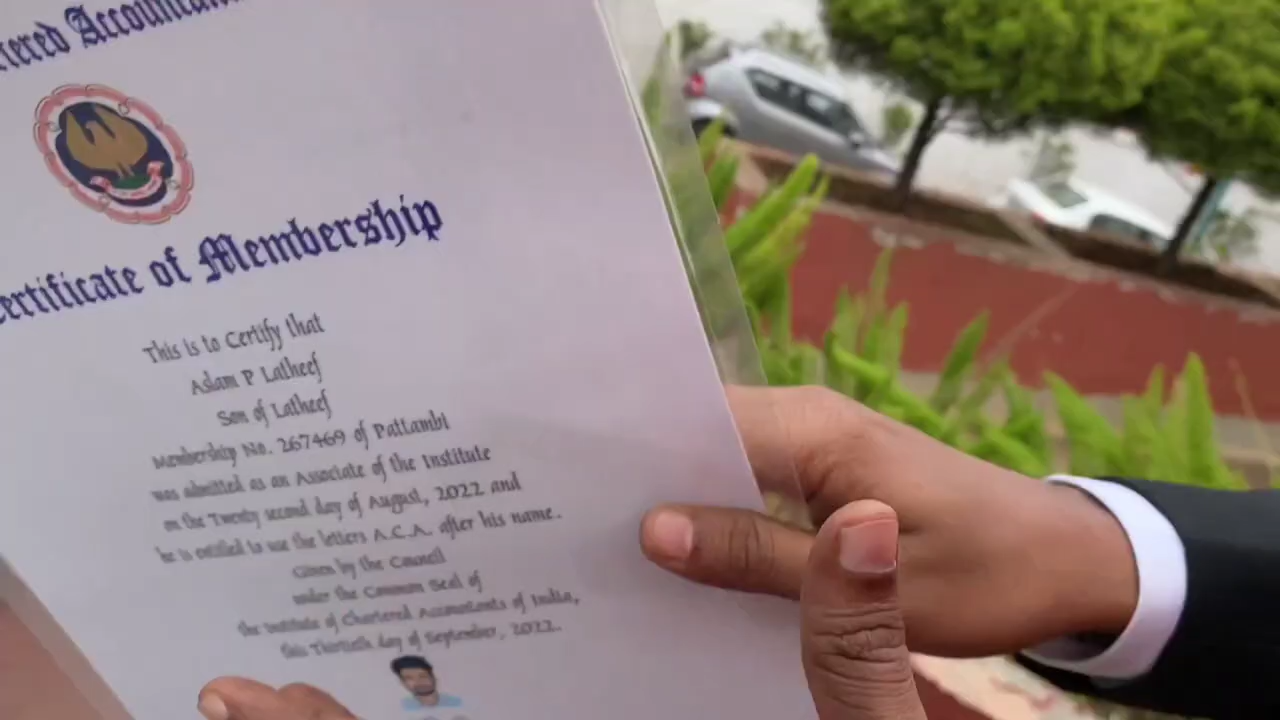 rtered Accountan
ertificate of Membership
This is to Certify that
Aslam P Latheef
Son of Latheef
Membership No. 267469 of Pattambi
was admitted as an Associate of the Institute
on the Twenty second day of August, 2022 and
he is entitled to use the letters A.C.A. after his name.
Given by the Council
under the Common Seal of
the Institute of Chartered Accountants of India,
this Thirtieth day of September, 2022.